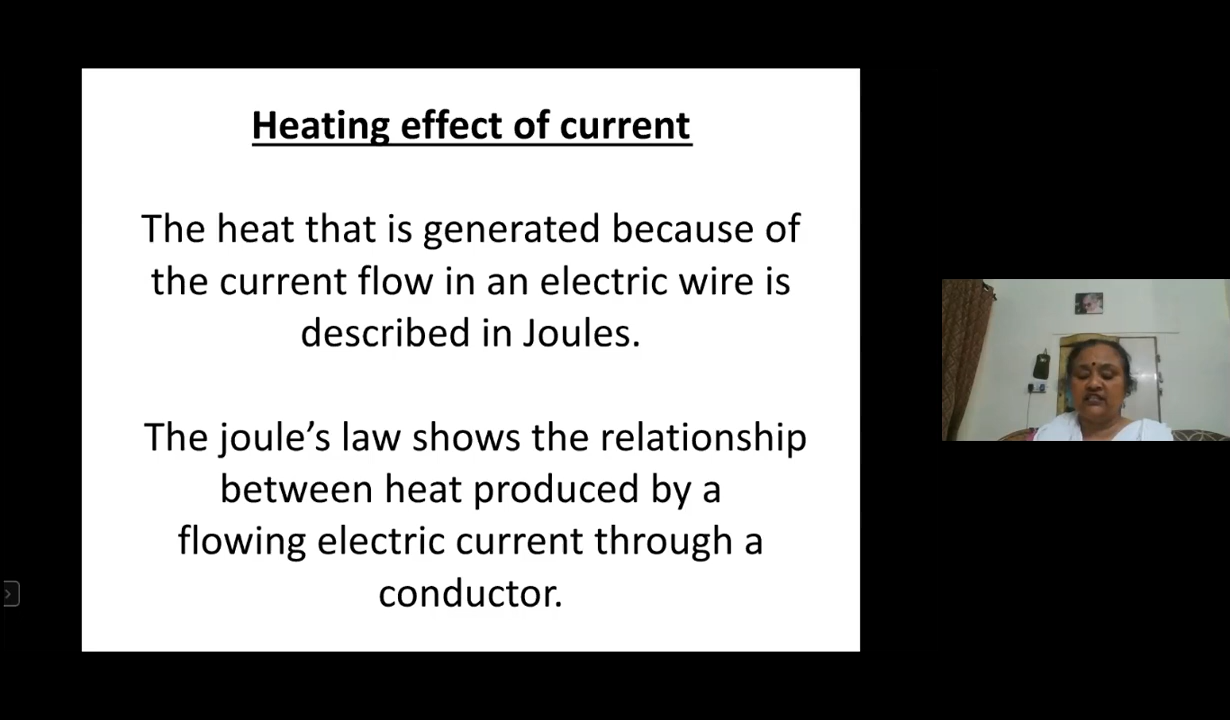 Heating effect of current
The heat that is generated because of
the current flow in an electric wire is
described in Joules.
The joule’s law shows the relationship
between heat produced by a
flowing electric current through a
conductor.